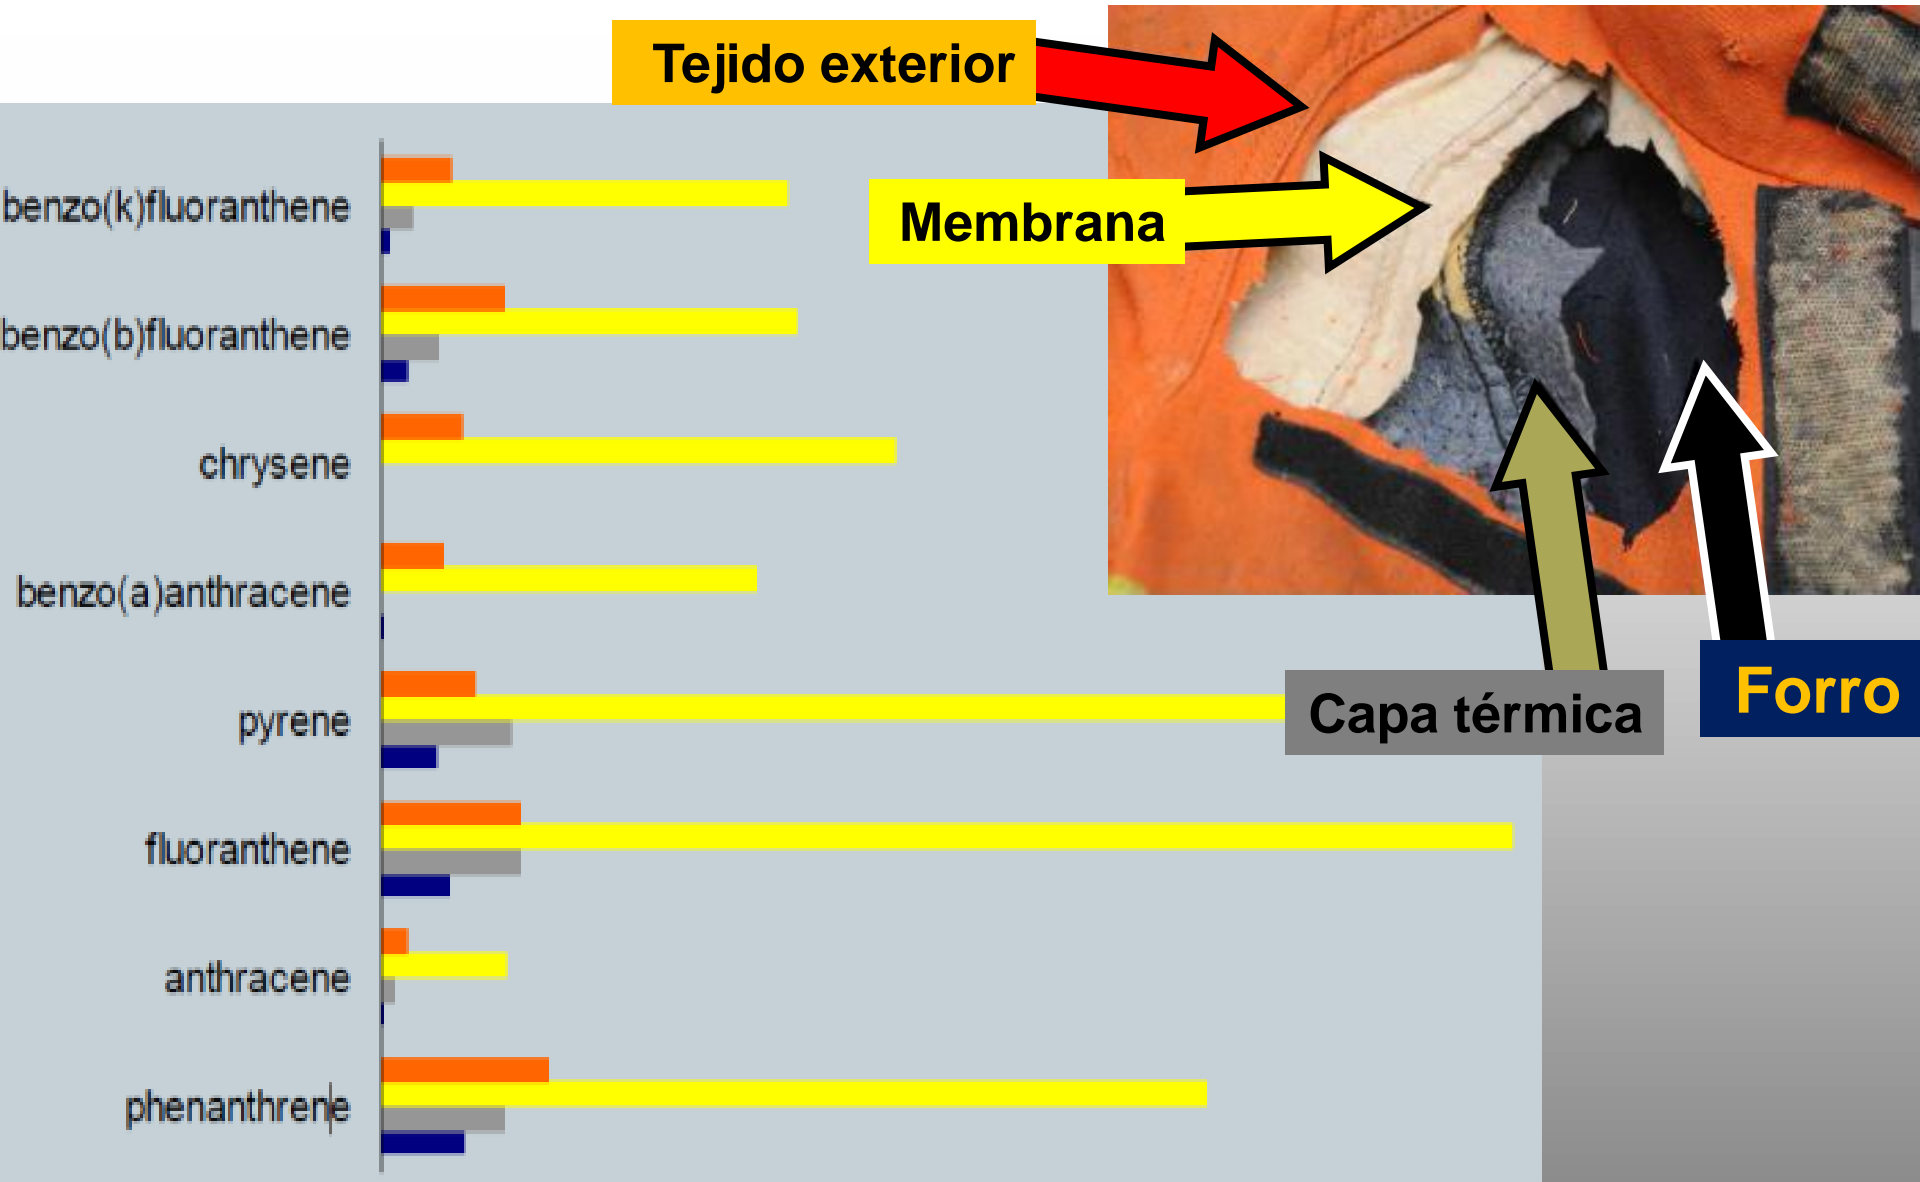 Tejido exterior
Membrana
Capa térmica
Forro
benzo(k)fluoranthene
benzo(b)fluoranthene
chrysene
benzo(a)anthracene
pyrene
fluoranthene
anthracene
phenanthrene